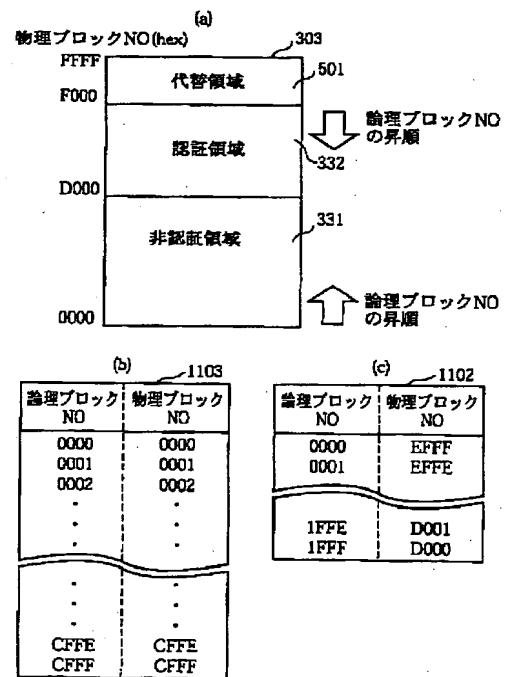 (a)
物理ブロックNO(hex)
303
FFFF
代替領域
501
F000
論理ブロックNO
の昇順
認証領域
332
D000
非認証領域
331
論理ブロックNO
の昇順
0000
(b)
1103
論理ブロック
NO
物理ブロック
NO
0000 0000
0001 0001
0002 0002
CFFE CFFE
CFFF CFFF
(c)
1102
論理ブロック
NO
物理ブロック
NO
0000 EFFF
0001 EFFE
1FFE D001
1FFF D000